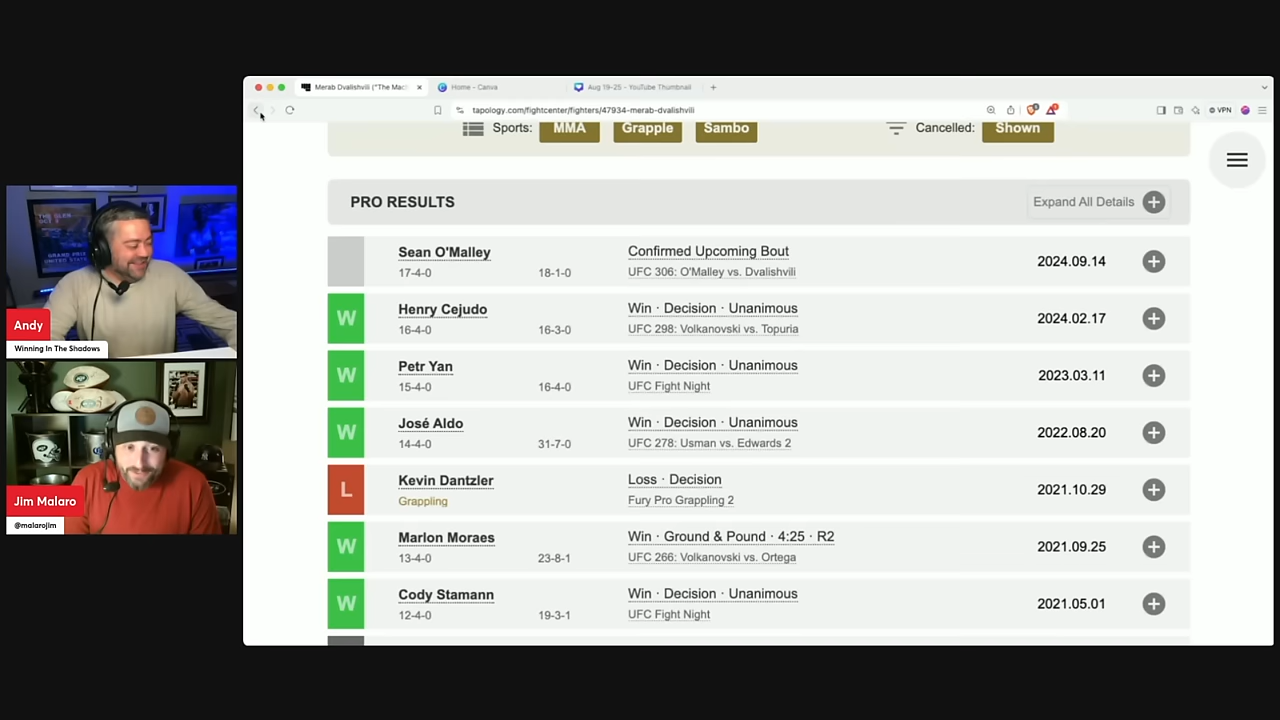 Merab Dvalishvili ("The Mac
Home - Canva
Aug 19-25 - YouTube Thumbnail
tapology.com/fightcenter/fighters/47934-merab-dvalishvili
VPN
Sports: MMA Grapple Sambo Cancelled: Shown
PRO RESULTS Expand All Details
Sean O'Malley Confirmed Upcoming Bout 2024.09.14
17-4-0 18-1-0 UFC 306: O'Malley vs. Dvalishvili
W Henry Cejudo Win · Decision · Unanimous 2024.02.17
16-4-0 16-3-0 UFC 298: Volkanovski vs. Topuria
W Petr Yan Win · Decision · Unanimous 2023.03.11
15-4-0 16-4-0 UFC Fight Night
W José Aldo Win · Decision · Unanimous 2022.08.20
14-4-0 31-7-0 UFC 278: Usman vs. Edwards 2
L Kevin Dantzler Loss · Decision 2021.10.29
Grappling Fury Pro Grappling 2
W Marlon Moraes Win · Ground & Pound · 4:25 · R2 2021.09.25
13-4-0 23-8-1 UFC 266: Volkanovski vs. Ortega
W Cody Stamann Win · Decision · Unanimous 2021.05.01
12-4-0 19-3-1 UFC Fight Night
THE GLEN
OCT
GRAND PRIX
UNITED STATES
Andy
Winning In The Shadows
Jim Malaro
@malarojim